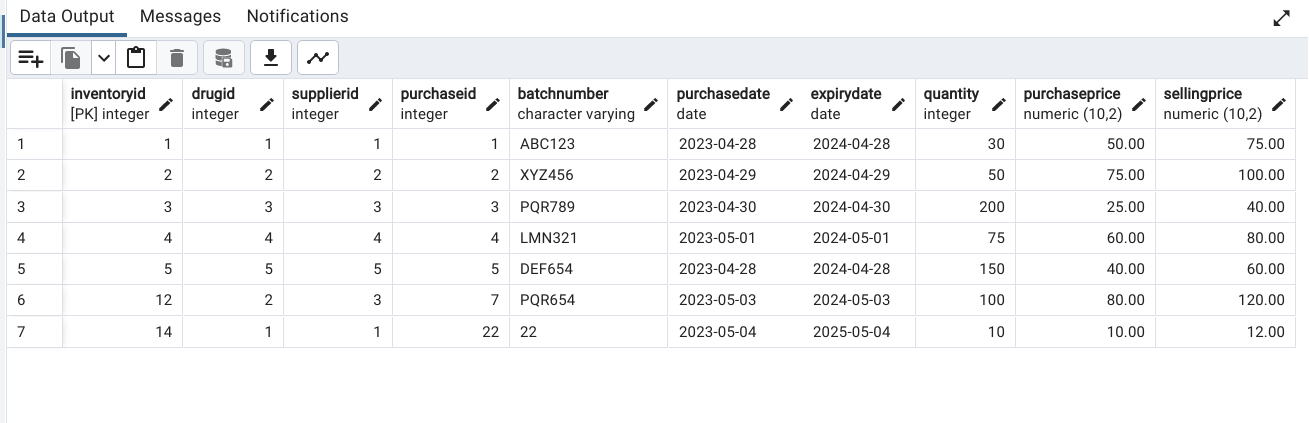 Data Output Messages Notifications
inventoryid drugid supplierid purchaseid batchnumber purchasedate expirydate quantity purchaseprice sellingprice
[PK] integer integer integer integer character varying date date integer numeric (10,2) numeric (10,2)
1 1 1 1 1 ABC123 2023-04-28 2024-04-28 30 50.00 75.00
2 2 2 2 2 XYZ456 2023-04-29 2024-04-29 50 75.00 100.00
3 3 3 3 3 PQR789 2023-04-30 2024-04-30 200 25.00 40.00
4 4 4 4 4 LMN321 2023-05-01 2024-05-01 75 60.00 80.00
5 5 5 5 5 DEF654 2023-04-28 2024-04-28 150 40.00 60.00
6 12 2 3 7 PQR654 2023-05-03 2024-05-03 100 80.00 120.00
7 14 1 1 22 22 2023-05-04 2025-05-04 10 10.00 12.00